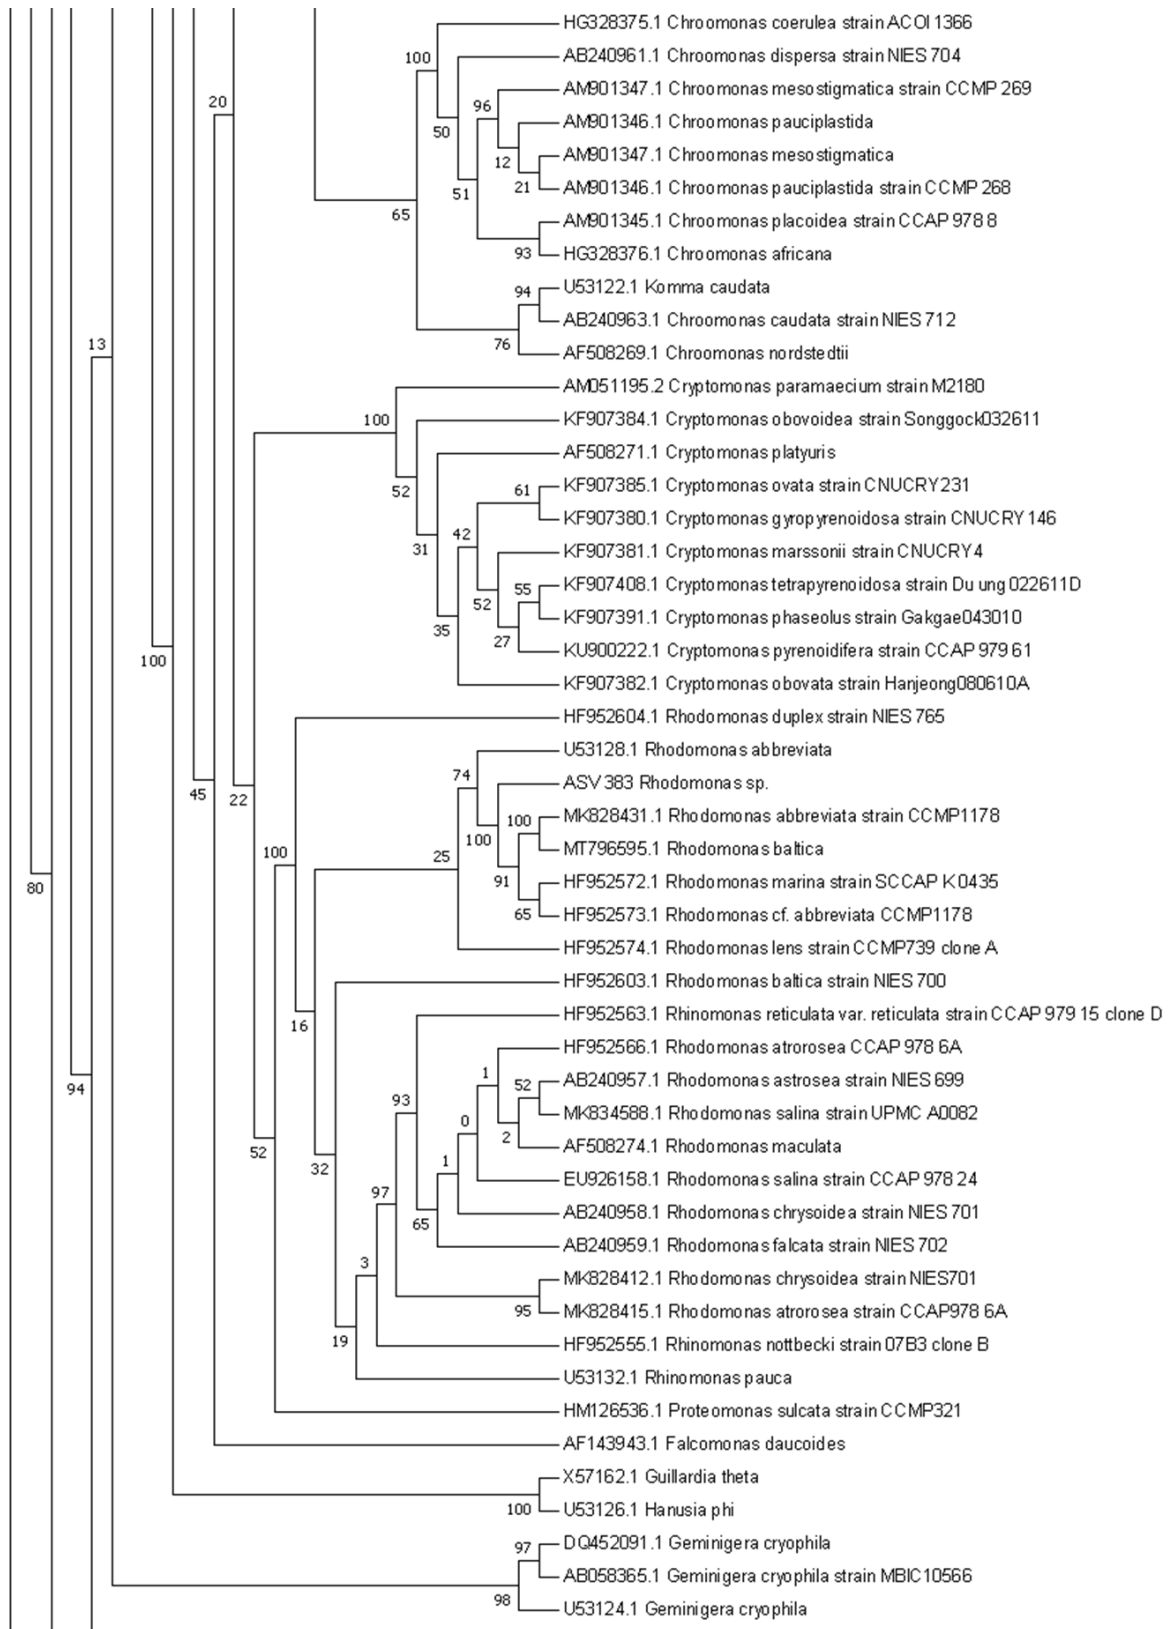 HG328375.1 Chroomonas coerulea strain ACOI 1366
100
AB240961.1 Chroomonas dispersa strain NIES 704
AM901347.1 Chroomonas mesostigmatica strain CCMP 269
20
96
50
AM901346.1 Chroomonas pauciplastida
AM901347.1 Chroomonas mesostigmatica
12
21
AM901346.1 Chroomonas pauciplastida strain CCMP 268
51
65
AM901345.1 Chroomonas placoidea strain CCAP 978 8
93
HG328376.1 Chroomonas africana
94
U53122.1 Komma caudata
AB240963.1 Chroomonas caudata strain NIES 712
13
76
AF508269.1 Chroomonas nordstedtii
AM051195.2 Cryptomonas paramaecium strain M2180
100
KF907384.1 Cryptomonas obovoidea strain Songgock032611
AF508271.1 Cryptomonas platyuris
52
61
KF907385.1 Cryptomonas ovata strain CNUCRY231
KF907380.1 Cryptomonas gyropyrenoidosa strain CNUCRY 146
42
31
KF907381.1 Cryptomonas marssonii strain CNUCRY4
55
KF907408.1 Cryptomonas tetrapyrenoidosa strain Du ung 022611D
52
KF907391.1 Cryptomonas phaseolus strain Gakgae043010
35
27
KU900222.1 Cryptomonas pyrenoidifera strain CCAP 979 61
100
KF907382.1 Cryptomonas obovata strain Hanjeong080610A
HF952604.1 Rhodomonas duplex strain NIES 765
U53128.1 Rhodomonas abbreviata
74
ASV 383 Rhodomonas sp.
45
22
100
MK828431.1 Rhodomonas abbreviata strain CCMP1178
100
MT796595.1 Rhodomonas baltica
100
25
91
HF952572.1 Rhodomonas marina strain SCCAP K 0435
80
65
HF952573.1 Rhodomonas cf. abbreviata CCMP1178
HF952574.1 Rhodomonas lens strain CCMP739 clone A
HF952603.1 Rhodomonas baltica strain NIES 700
16
HF952563.1 Rhinomonas reticulata var. reticulata strain CCAP 979 15 clone D
HF952566.1 Rhodomonas atrorosea CCAP 978 6A
1
94
52
AB240957.1 Rhodomonas astrosea strain NIES 699
93
MK834588.1 Rhodomonas salina strain UPMC A0082
0
2
AF508274.1 Rhodomonas maculata
52
1
32
EU926158.1 Rhodomonas salina strain CCAP 978 24
97
AB240958.1 Rhodomonas chrysoidea strain NIES 701
65
AB240959.1 Rhodomonas falcata strain NIES 702
3
MK828412.1 Rhodomonas chrysoidea strain NIES701
95
MK828415.1 Rhodomonas atrorosea strain CCAP978 6A
19
HF952555.1 Rhinomonas nottbecki strain 07B3 clone B
U53132.1 Rhinomonas pauca
HM126536.1 Proteomonas sulcata strain CCMP321
AF143943.1 Falcomonas daucoides
X57162.1 Guillardia theta
100
U53126.1 Hanusia phi
97
DQ452091.1 Geminigera cryophila
AB058365.1 Geminigera cryophila strain MBIC10566
98
U53124.1 Geminigera cryophila